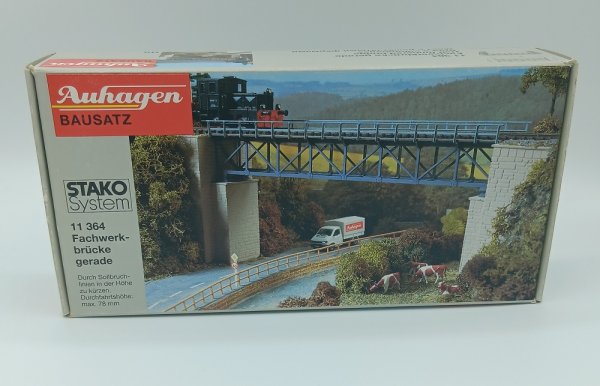 Auhagen
BAUSATZ
STAKO
System
11 364
Fachwerk-
brücke
gerade
Durch Sollbruch-
linien in der Höhe
zu kürzen.
Durchfahrtshöhe:
max. 78 mm
Auhagen